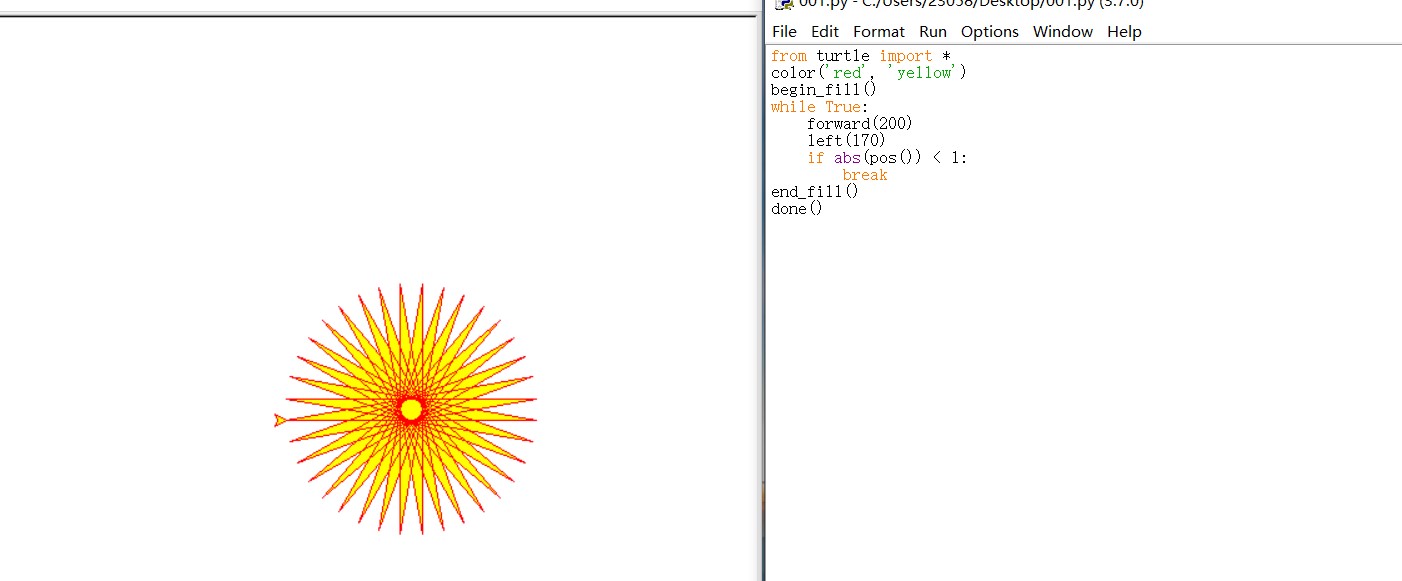 001.py - C:/Users/23058/Desktop/001.py (3.7.0)
File Edit Format Run Options Window Help
from turtle import *
color('red', 'yellow')
begin_fill()
while True:
    forward(200)
    left(170)
    if abs(pos()) < 1:
        break
end_fill()
done()